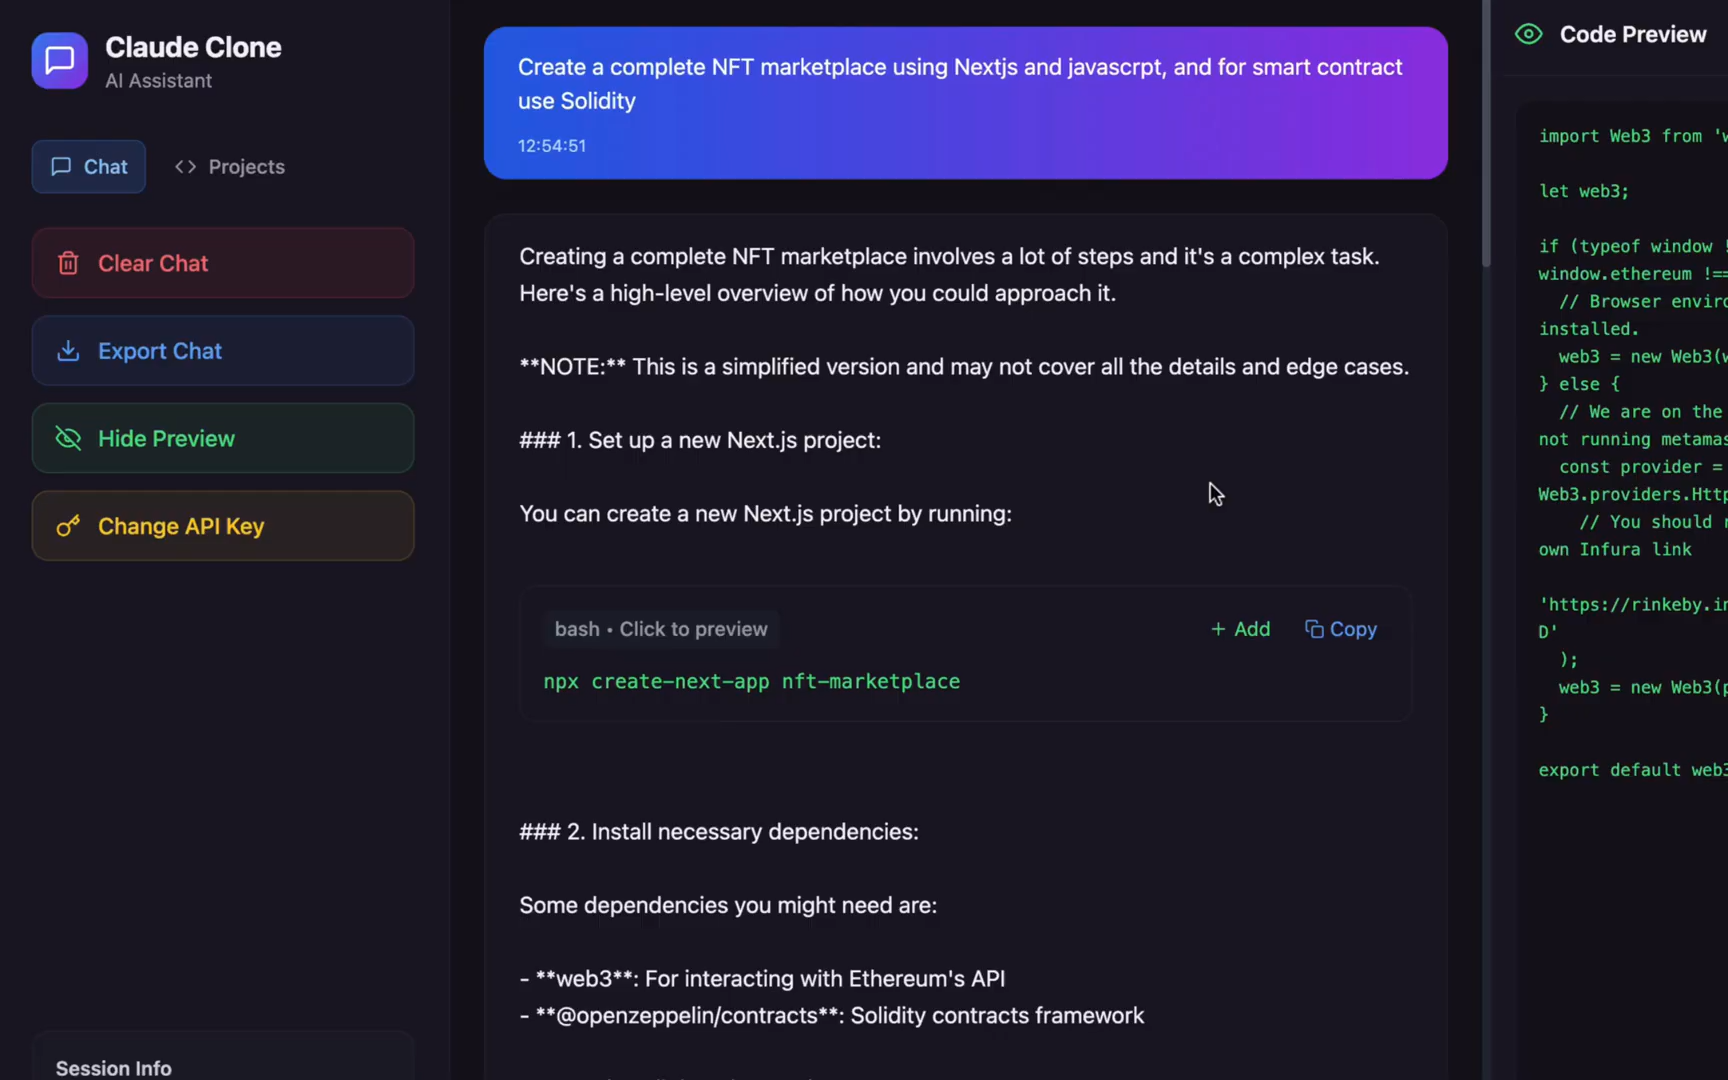 Claude Clone
AI Assistant
Chat
Projects
Clear Chat
Export Chat
Hide Preview
Change API Key
Session Info
Create a complete NFT marketplace using Nextjs and javascrpt, and for smart contract
use Solidity
12:54:51
Creating a complete NFT marketplace involves a lot of steps and it's a complex task.
Here's a high-level overview of how you could approach it.
**NOTE:** This is a simplified version and may not cover all the details and edge cases.
### 1. Set up a new Next.js project:
You can create a new Next.js project by running:
bash • Click to preview
+ Add
Copy
npx create-next-app nft-marketplace
### 2. Install necessary dependencies:
Some dependencies you might need are:
- **web3**: For interacting with Ethereum's API
- **@openzeppelin/contracts**: Solidity contracts framework
Code Preview
import Web3 from '
let web3;
if (typeof window
window.ethereum !==
// Browser
installed.
web3 = new
} else {
// We are on the
not running
const provider =
// You should
own Infura link
D'
);
web3 = new
}
export default